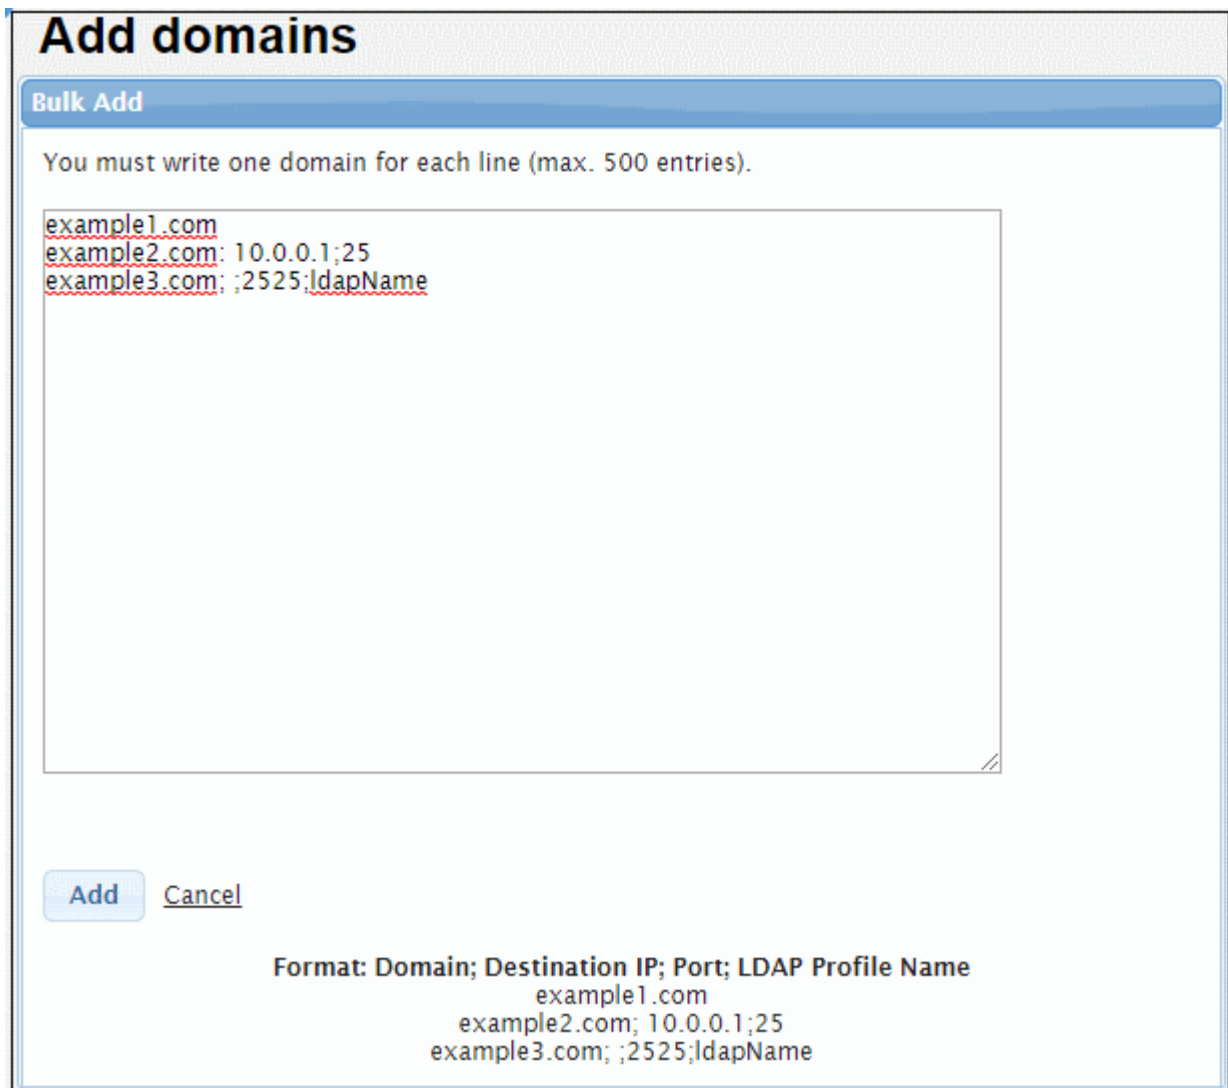 Add domains
Bulk Add
You must write one domain for each line (max. 500 entries).
example1.com
example2.com: 10.0.0.1;25
example3.com; ;2525;ldapName
Add Cancel
Format: Domain; Destination IP; Port; LDAP Profile Name
example1.com
example2.com; 10.0.0.1;25
example3.com; ;2525;ldapName